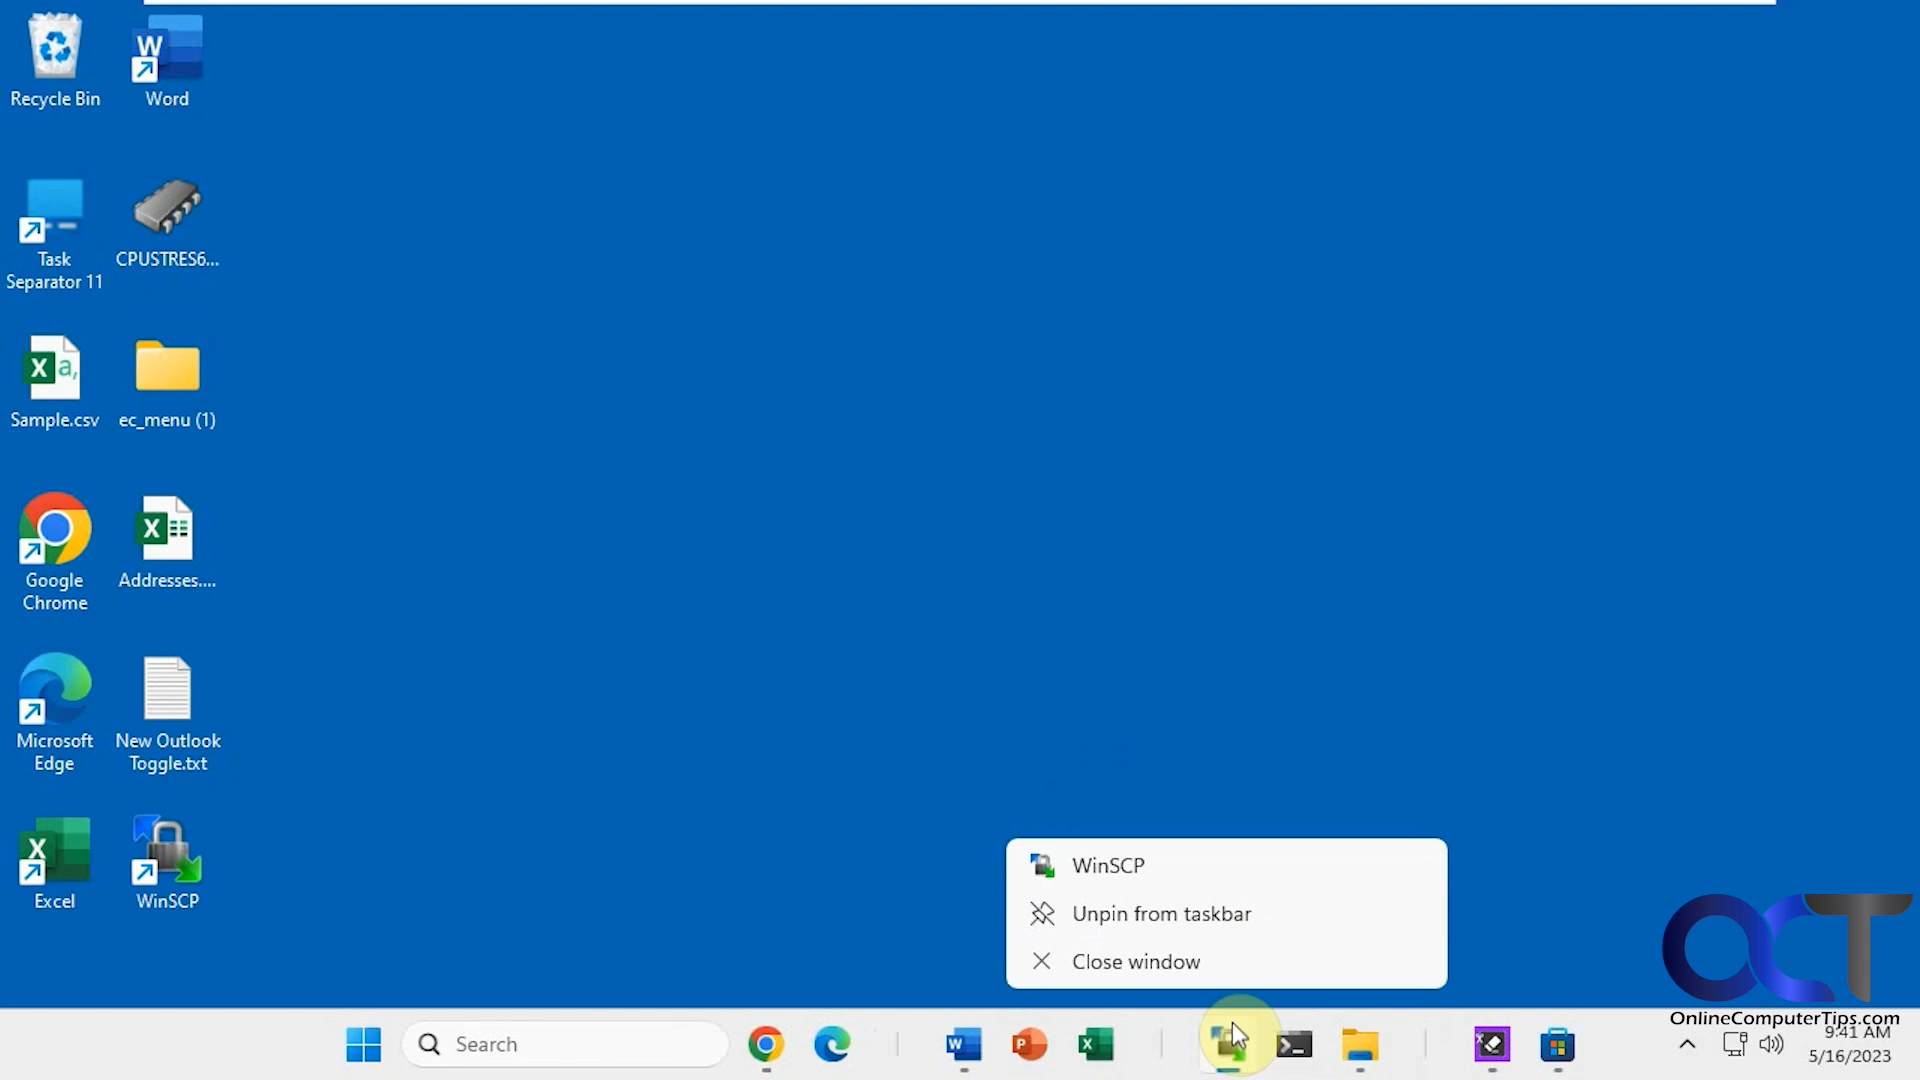 Recycle Bin
Word
Task
Separator 11
CPUSTRES6...
Sample.csv
ec_menu (1)
Google
Chrome
Addresses....
Microsoft
Edge
New Outlook
Toggle.txt
Excel
WinSCP
WinSCP
Unpin from taskbar
Close window
OCT
OnlineComputerTips.com
Search
9:41 AM
5/16/2023